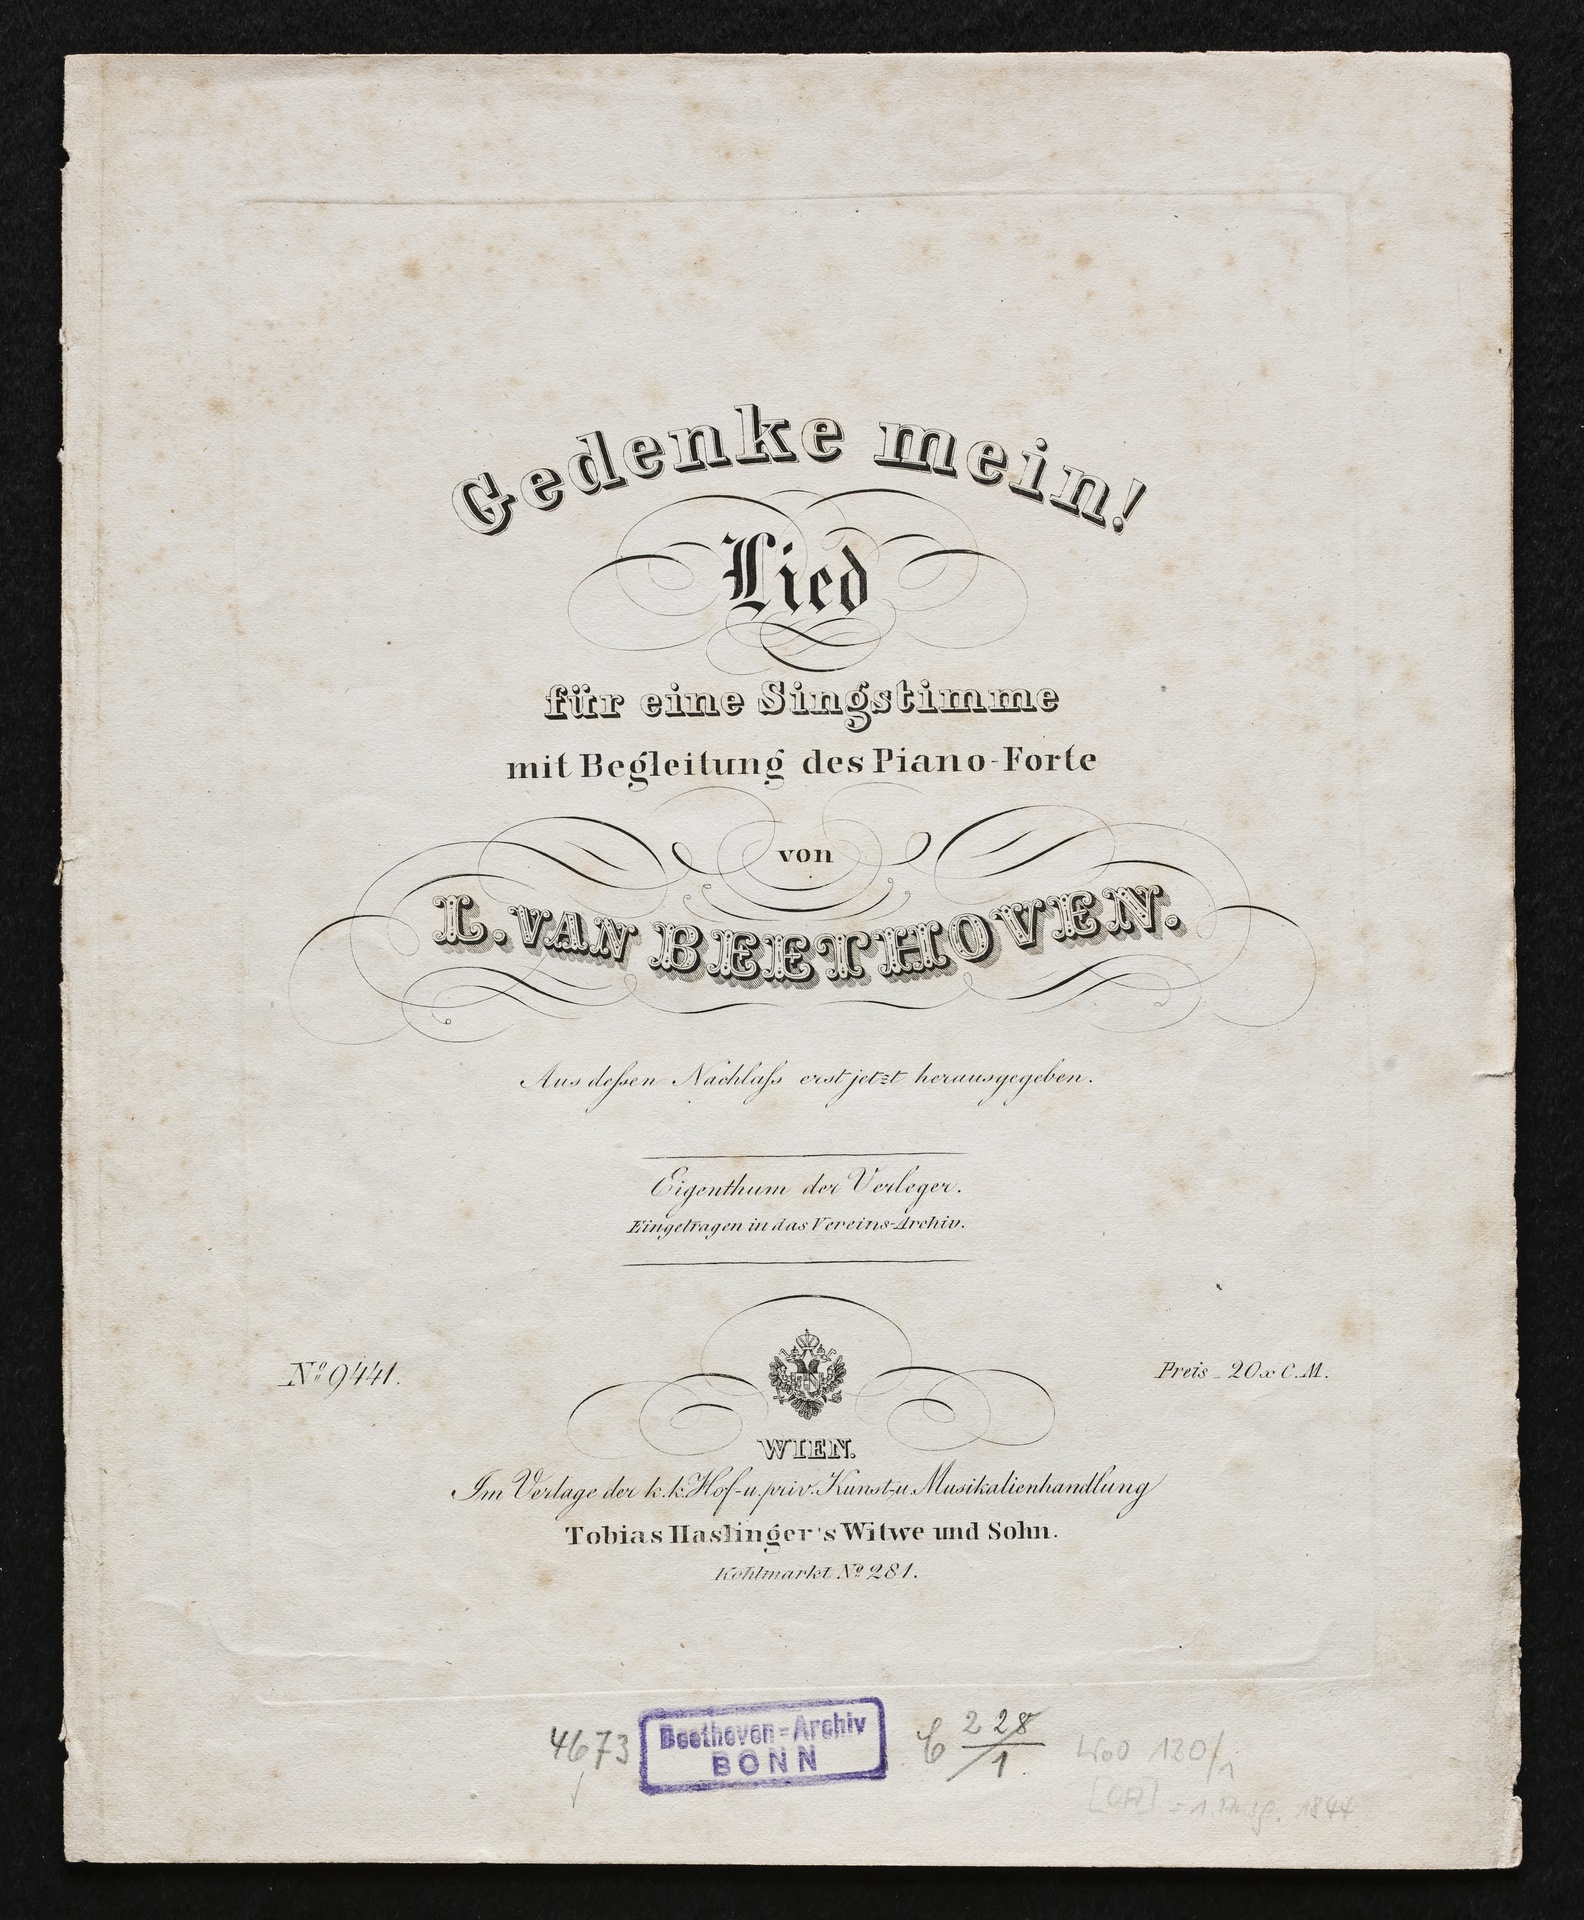 Gedenke mein!
Lied
für eine Singstimme
mit Begleitung des Piano-Forte
von
L. VAN BEETHOVEN.
Aus deſsen Nachlaſs erst jetzt herausgegeben.
Eigenthum der Verleger.
Eingetragen in das Vereins-Archiv.
No. 9441.
Preis _ 20 x C.M.
WIEN.
Im Verlage der k.k. Hof- u. priv. Kunst- u. Musikalienhandlung
Tobias Haslinger's Witwe und Sohn.
Kohlmarkt No. 281.
4673
Beethoven=Archiv
BONN
C 228/1.
WoO 130/1
= 1844